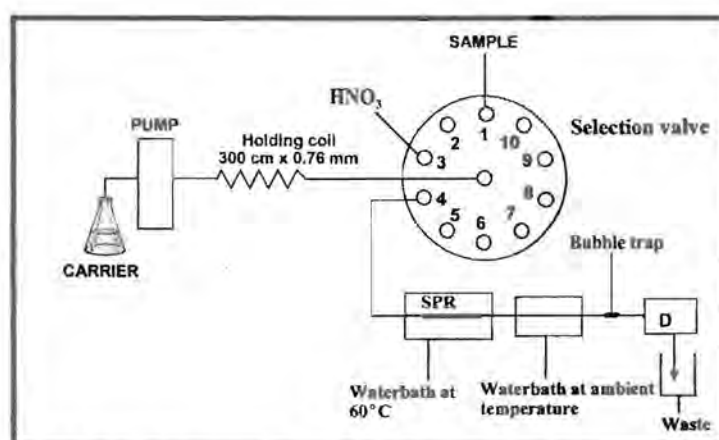 SAMPLE
HNO3
PUMP
Holding coil
300 cm x 0.76 mm
Selection valve
1
2
10
3
9
4
8
5
6
7
CARRIER
Bubble trap
SPR
D
Waterbath at
60°C
Waterbath at ambient
temperature
Waste